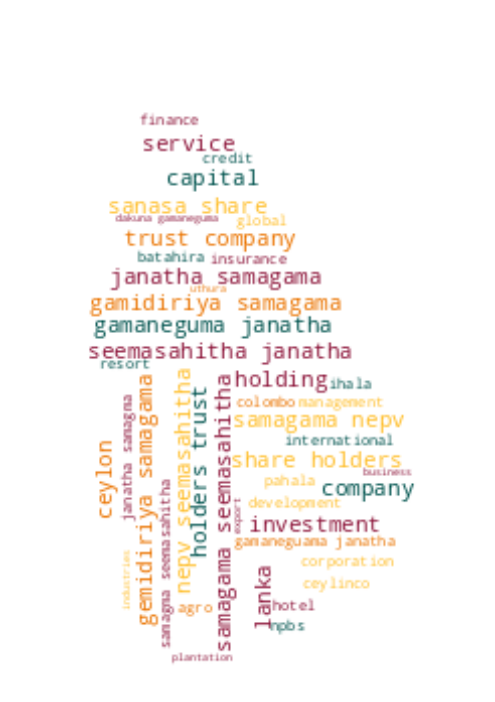 finance
service
credit
capital
sanasa share
dakuna gamaneguma
global
trust company
batahira
insurance
janatha samagama
uthura
gamidiriya samagama
gamaneguma janatha
seemasahitha janatha
resort
holding
ihala
colombo
management
samagama nepv
international
share holders
business
pahala
company
development
investment
gamaneguama janatha
corporation
ceylinco
ceylon
janatha samagma
gemidiriya samagama
samagma seemasahitha
nepv seemasahitha
holders trust
samagama seemasahitha
export
industries
agro
lanka
hotel
npbs
plantation